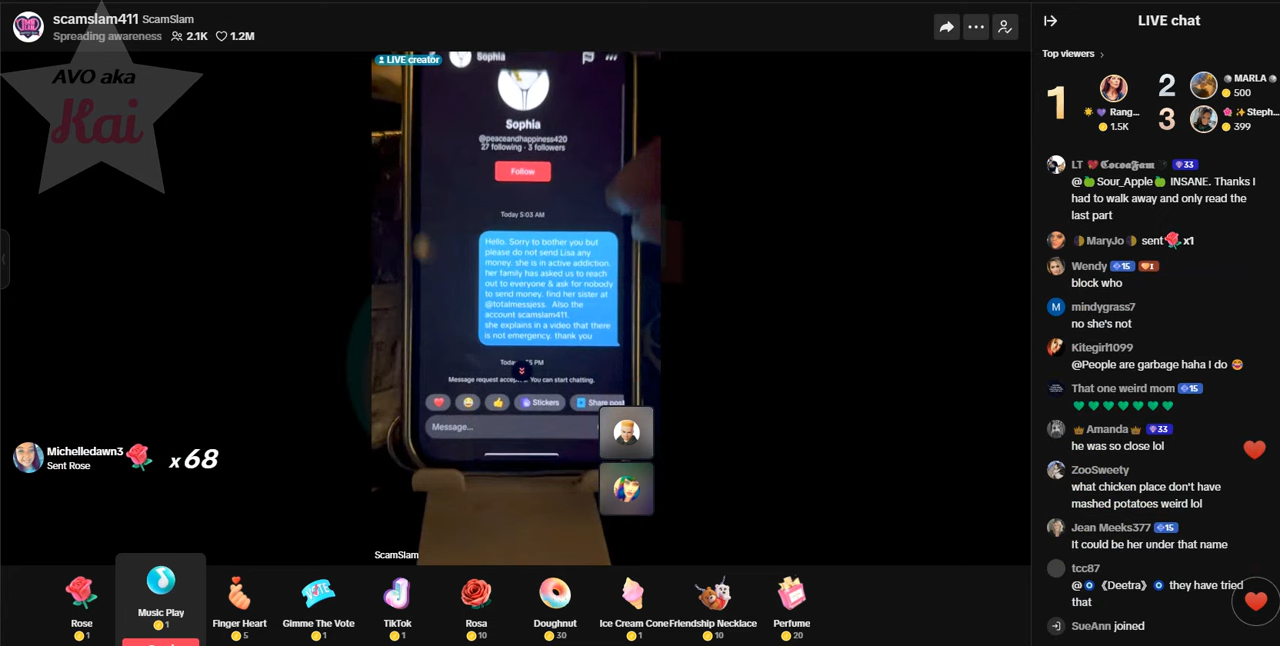 scamslam411 ScamSlam
Spreading awareness 2.1K 1.2M
AVO aka
Kai
LIVE creator
Sophia
Sophia
@peaceandhappiness420
27 following · 3 followers
Follow
Today 5:03 AM
Hello. Sorry to bother you but
please do not send Lisa any
money. she is in active addiction.
her family has asked us to reach
out to everyone & ask for nobody
to send money. find her sister at
@totalmessjess. Also the
account scamslam411.
she explains in a video that there
is not emergency. thank you
Message request You can start chatting.
Stickers
Share post
Message...
Michelledawn3
Sent Rose
x 68
ScamSlam
Rose
1
Music Play
1
Finger Heart
5
Gimme The Vote
1
TikTok
1
Rosa
10
Doughnut
30
Ice Cream Cone
1
Friendship Necklace
10
Perfume
20
LIVE chat
Top viewers
1
Rang...
1.5K
2
MARLA
500
3
Steph...
399
LT CocoaFam 33
@Sour_Apple INSANE. Thanks I
had to walk away and only read the
last part
MaryJo sent x1
Wendy 15 I
block who
M mindygrass7
no she's not
Kitegirl1099
@People are garbage haha I do
That one weird mom 15
Amanda 33
he was so close lol
ZooSweety
what chicken place don't have
mashed potatoes weird lol
Jean Meeks377 15
It could be her under that name
tcc87
@《Deetra》 they have tried
that
SueAnn joined